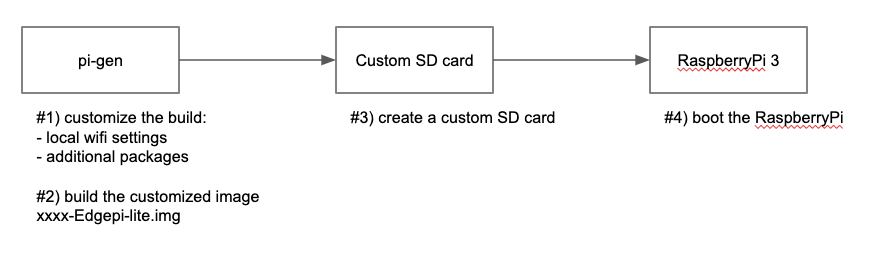 pi-gen
Custom SD card
RaspberryPi 3
#1) customize the build:
- local wifi settings
- additional packages
#2) build the customized image
xxxx-Edgepi-lite.img
#3) create a custom SD card
#4) boot the RaspberryPi